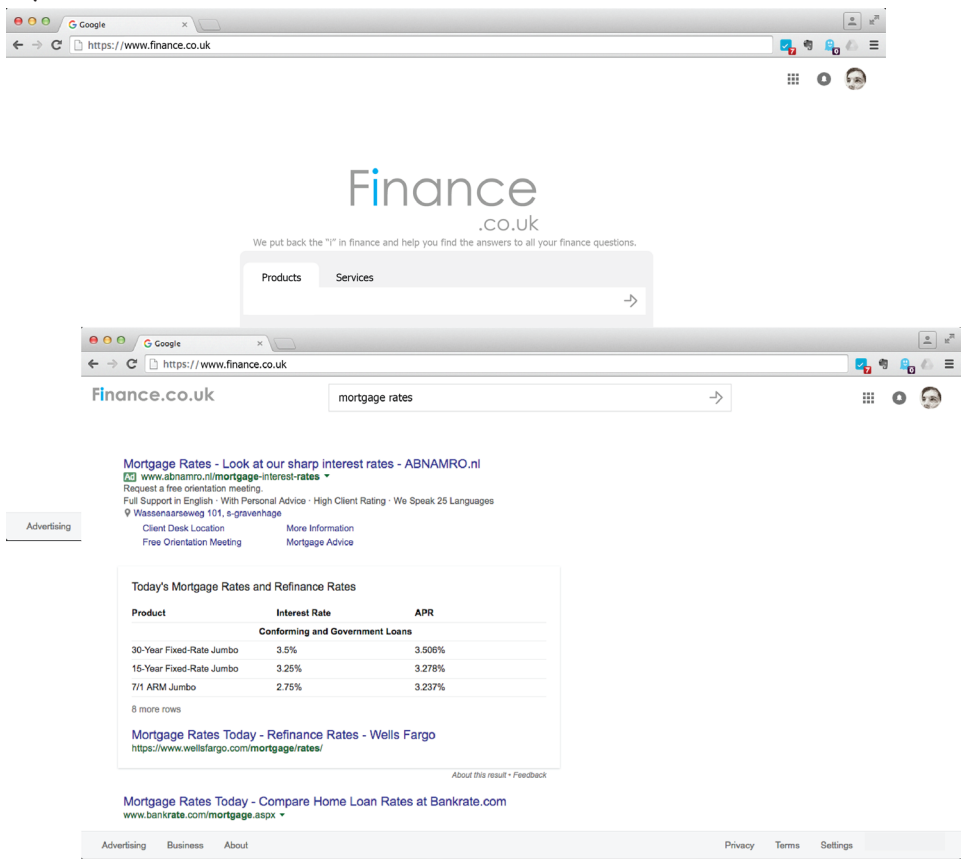 Google
https://www.finance.co.uk
7
0
Finance
.co.uk
We put back the "i" in finance and help you find the answers to all your finance questions.
Products Services
Google
https://www.finance.co.uk
7
0
Finance.co.uk mortgage rates
Mortgage Rates - Look at our sharp interest rates - ABNAMRO.nl
Ad www.abnamro.nl/mortgage-interest-rates
Request a free orientation meeting.
Full Support in English · With Personal Advice · High Client Rating · We Speak 25 Languages
Wassenaarseweg 101, s-gravenhage
Client Desk Location More Information
Free Orientation Meeting Mortgage Advice
Advertising
Today's Mortgage Rates and Refinance Rates
Product Interest Rate APR
Conforming and Government Loans
30-Year Fixed-Rate Jumbo 3.5% 3.506%
15-Year Fixed-Rate Jumbo 3.25% 3.278%
7/1 ARM Jumbo 2.75% 3.237%
8 more rows
Mortgage Rates Today - Refinance Rates - Wells Fargo
https://www.wellsfargo.com/mortgage/rates/
About this result • Feedback
Mortgage Rates Today - Compare Home Loan Rates at Bankrate.com
www.bankrate.com/mortgage.aspx
Advertising Business About Privacy Terms Settings